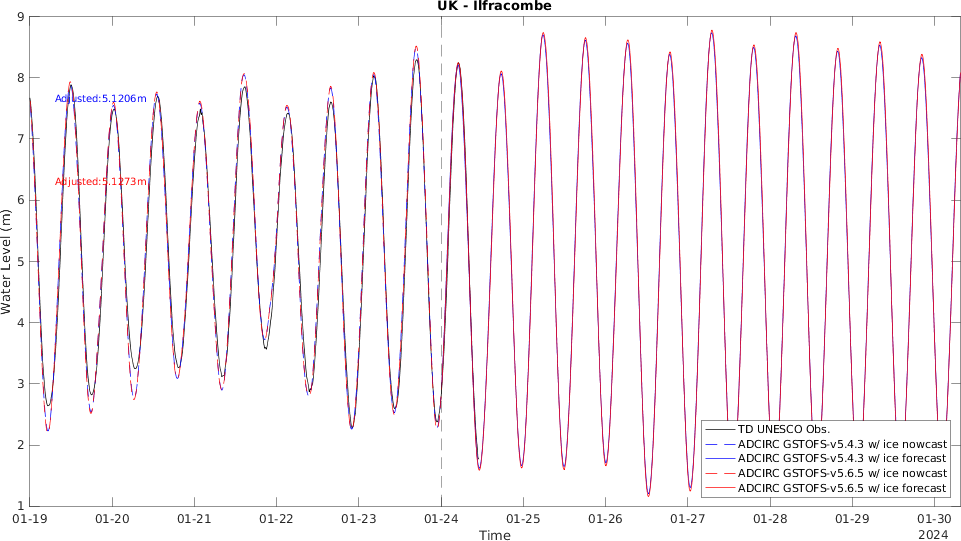 UK - Ilfracombe
9
8
7
6
5
4
3
2
1
Water Level (m)
Adjusted:5.1206m
Adjusted:5.1273m
TD UNESCO Obs.
ADCIRC GSTOFS-v5.4.3 w/ ice nowcast
ADCIRC GSTOFS-v5.4.3 w/ ice forecast
ADCIRC GSTOFS-v5.6.5 w/ ice nowcast
ADCIRC GSTOFS-v5.6.5 w/ ice forecast
01-19 01-20 01-21 01-22 01-23 01-24 01-25 01-26 01-27 01-28 01-29 01-30
Time
2024